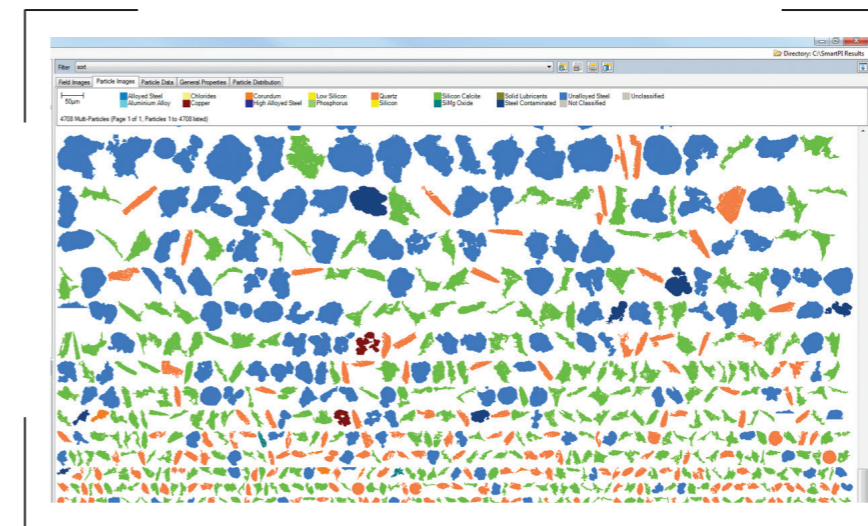 Directory: C:\SmartPI Results
Filter: sort
Field Images Particle Images Particle Data General Properties Particle Distribution
50µm Alloyed Steel Chlorides Corundum Low Silicon Quartz Silicon Calcite Solid Lubricants Unalloyed Steel Unclassified
Aluminium Alloy Copper High Alloyed Steel Phosphorus Silicon SiMg Oxide Steel Contaminated Not Classified
4708 Multi-Particles (Page 1 of 1, Particles 1 to 4708 listed)